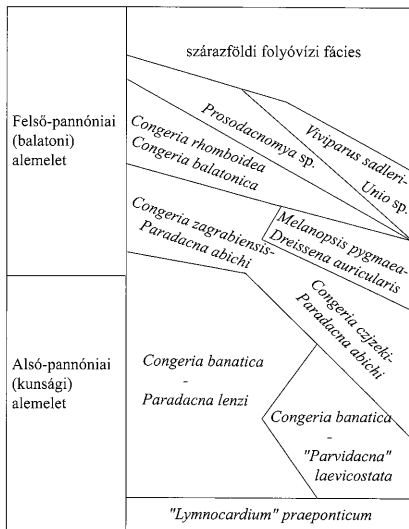 szárazföldi folyóvízi fácies
Felső-pannóniai
(balatoni)
alemelet
Prosodacnomya sp.
Viviparus sadleri-
Unio sp.
Congeria rhomboidea
Congeria balatonica
Congeria zagrabiensis-
Paradacna abichi
Melanopsis pygmaea-
Dreissena auricularis
Congeria czjzeki-
Paradacna abichi
Alsó-pannóniai
(kunsági)
alemelet
Congeria banatica
-
Paradacna lenzi
Congeria banatica
-
"Parvidacna"
laevicostata
"Lymnocardium" praeponticum